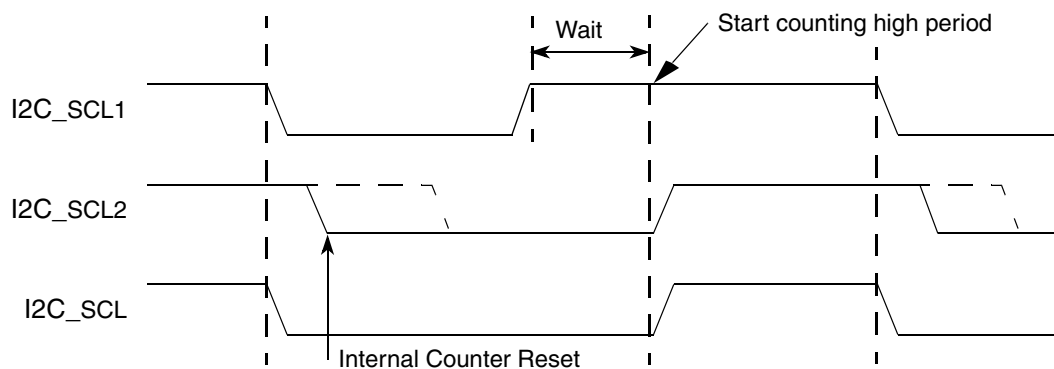 Start counting high period
Wait
I2C_SCL1
I2C_SCL2
I2C_SCL
Internal Counter Reset